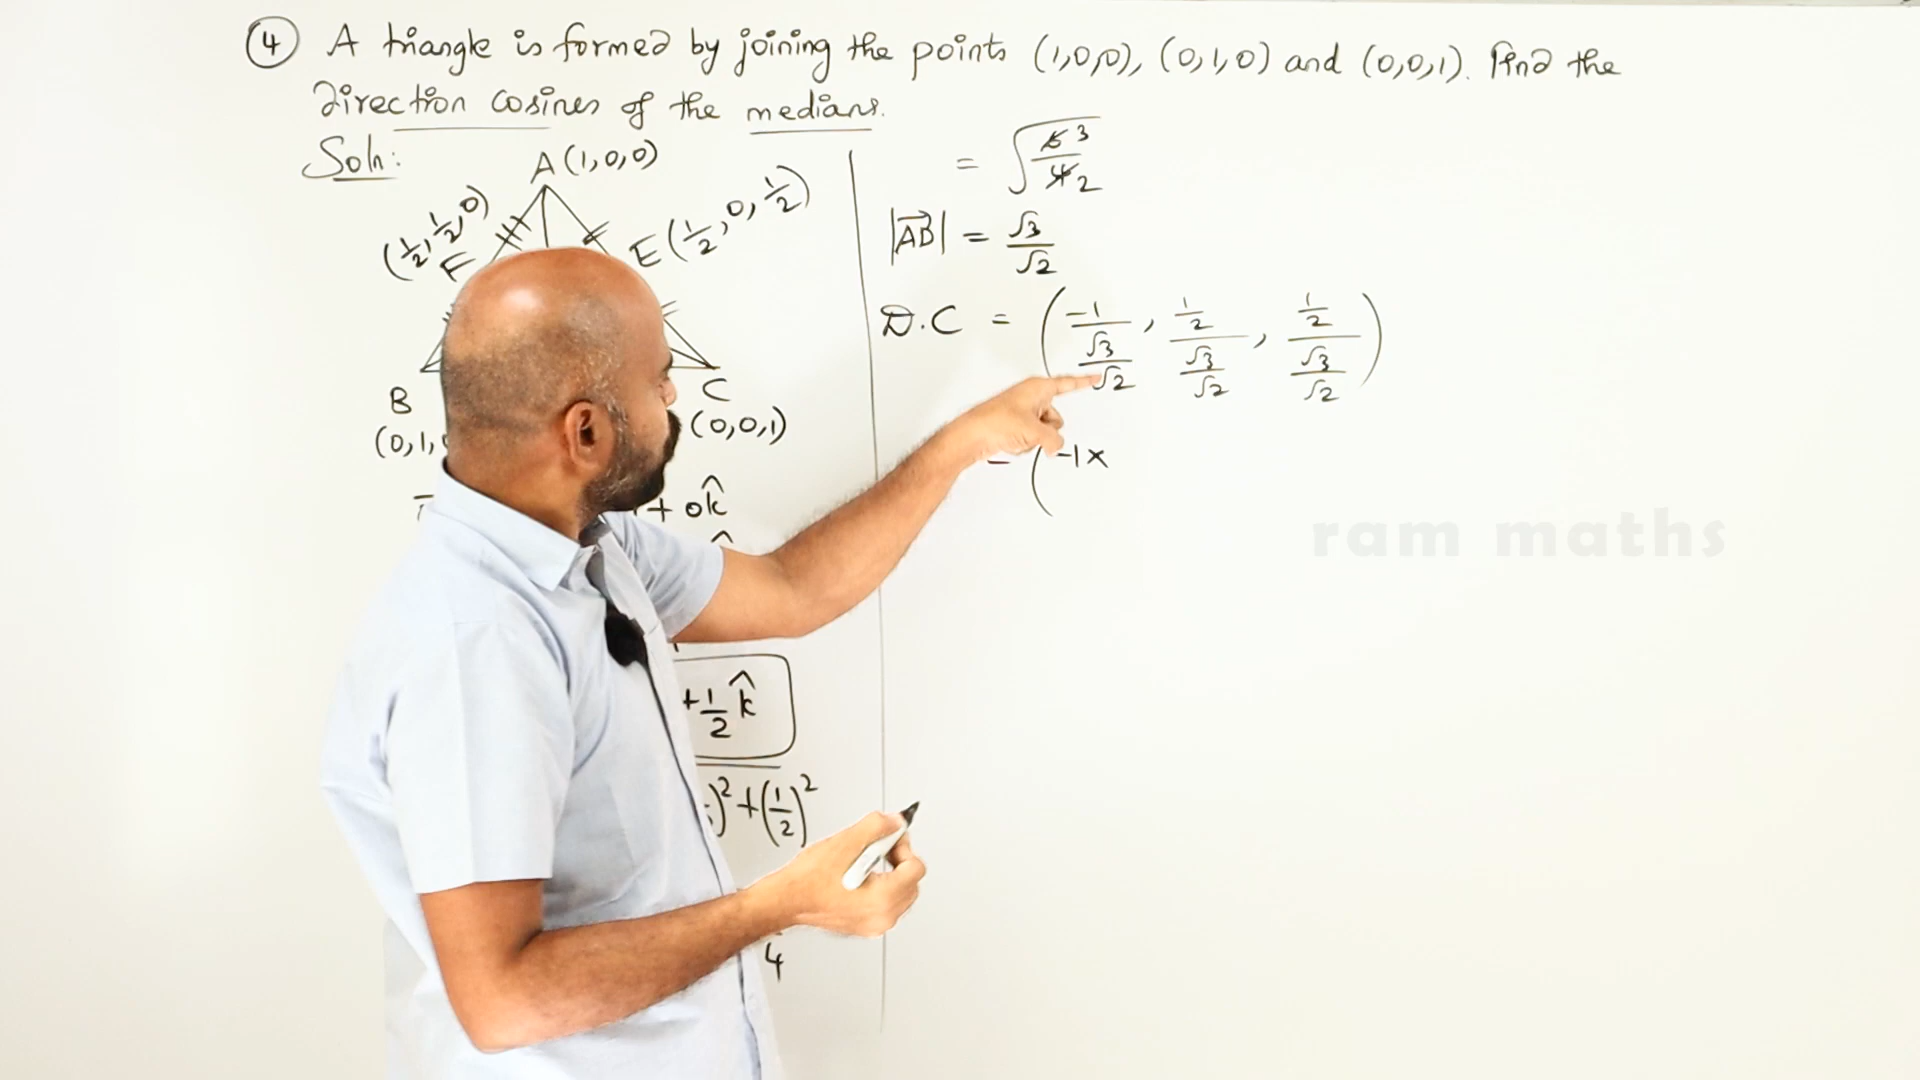 ④ A triangle is formed by joining the points (1,0,0), (0,1,0) and (0,0,1). Find the
direction cosines of the medians.
Soln:
A (1,0,0)
(1/2, 1/2, 0)
F
E (1/2, 0, 1/2)
B
(0,1,
C
(0,0,1)
+ 0k̂
+ 1/2 k̂
)² + (1/2)²
4
= √(6 3 / 4 2)
|AB→| = √3/√2
D.C = (-1/(√3/√2), (1/2)/(√3/√2), (1/2)/(√3/√2))
= (-1×
ram maths